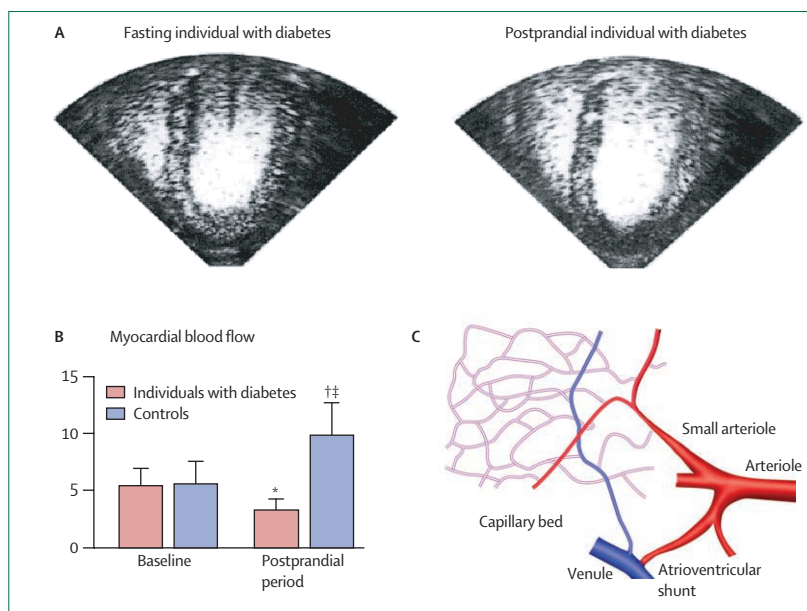 A
Fasting individual with diabetes
Postprandial individual with diabetes
B
Myocardial blood flow
15
10
5
0
Individuals with diabetes
Controls
*
†‡
Baseline
Postprandial
period
C
Small arteriole
Arteriole
Capillary bed
Venule
Atrioventricular
shunt